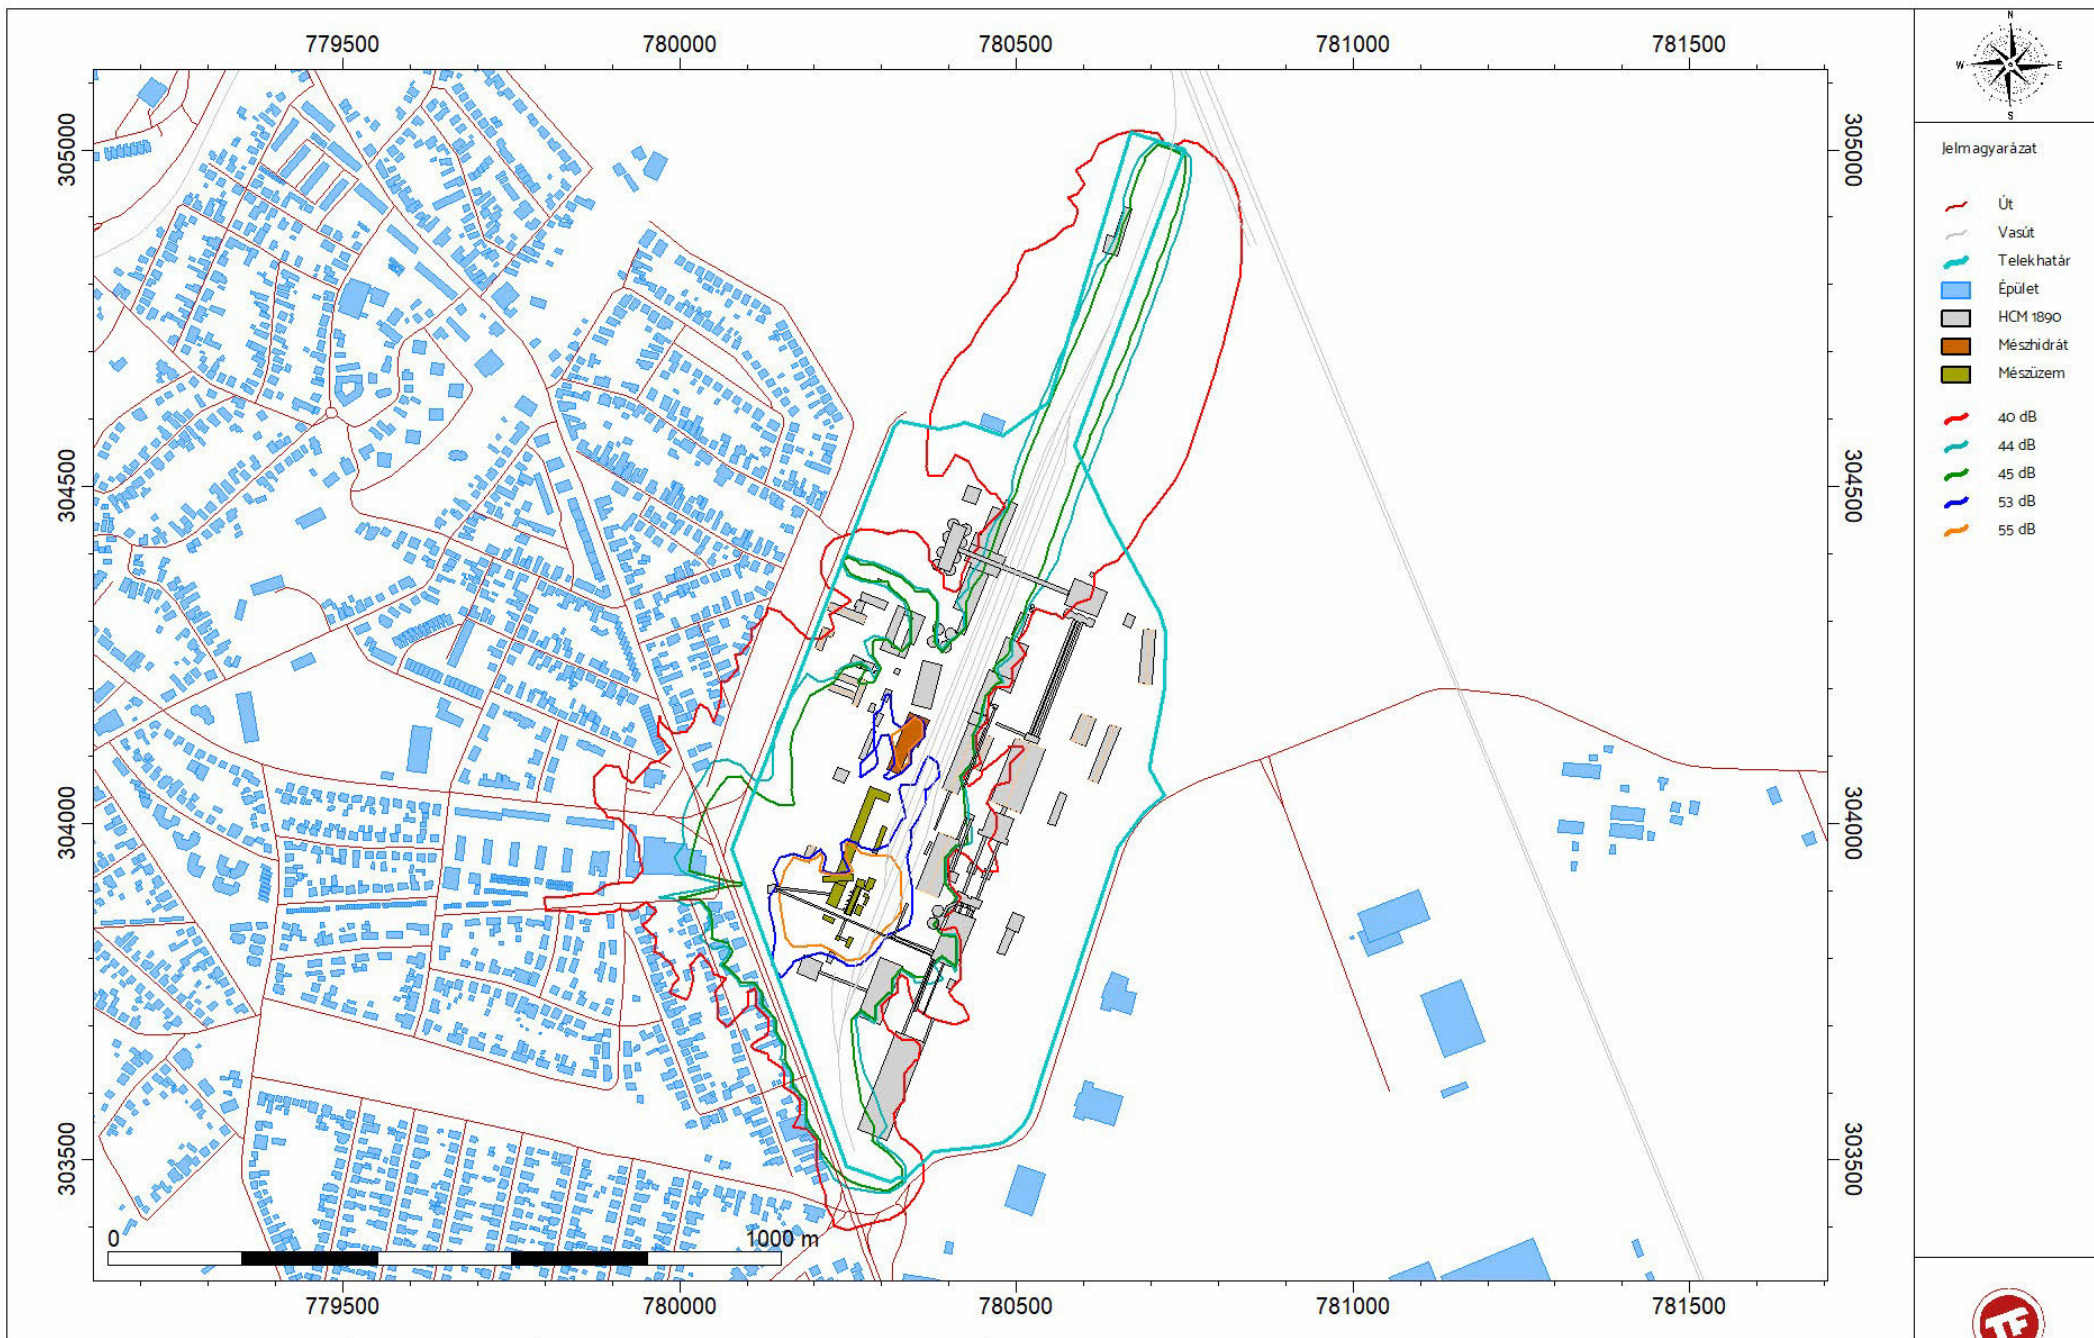 779500 780000 780500 781000 781500
N
W E
S
305000
304500
304000
303500
305000
304500
304000
303500
Jelmagyarázat
Út
Vasút
Telekhatár
Épület
HCM 1890
Mészhidrát
Mészüzem
40 dB
44 dB
45 dB
53 dB
55 dB
0 1000 m
779500 780000 780500 781000 781500
TF